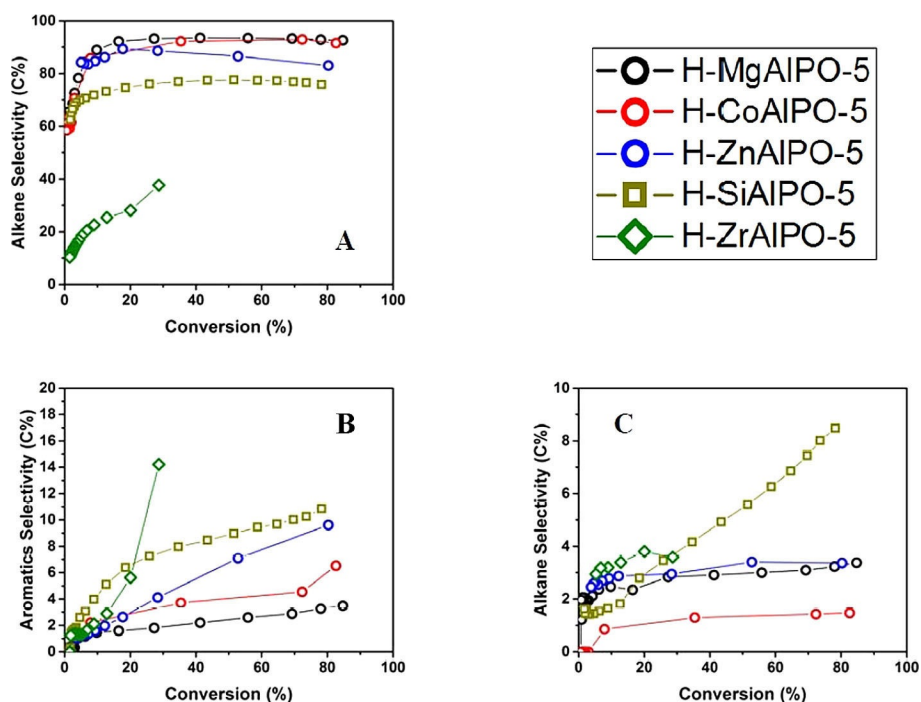 100
80
60
40
20
0
Alkene Selectivity (C%)
A
0 20 40 60 80 100
Conversion (%)
H-MgAlPO-5
H-CoAlPO-5
H-ZnAlPO-5
H-SiAlPO-5
H-ZrAlPO-5
20
18
16
14
12
10
8
6
4
2
0
Aromatics Selectivity (C%)
B
0 20 40 60 80 100
Conversion (%)
10
8
6
4
2
0
Alkane Selectivity (C%)
C
0 20 40 60 80 100
Conversion (%)